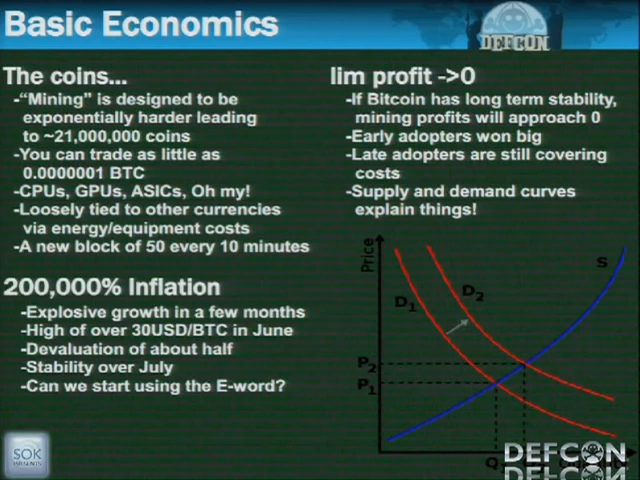 Basic Economics
DEFCON
The coins...
-“Mining” is designed to be
exponentially harder leading
to ~21,000,000 coins
-You can trade as little as
0.0000001 BTC
-CPUs, GPUs, ASICs, Oh my!
-Loosely tied to other currencies
via energy/equipment costs
-A new block of 50 every 10 minutes
200,000% Inflation
-Explosive growth in a few months
-High of over 30USD/BTC in June
-Devaluation of about half
-Stability over July
-Can we start using the E-word?
lim profit ->0
-If Bitcoin has long term stability,
mining profits will approach 0
-Early adopters won big
-Late adopters are still covering
costs
-Supply and demand curves
explain things!
Price
S
D1
D2
P2
P1
SOK
DEFCON